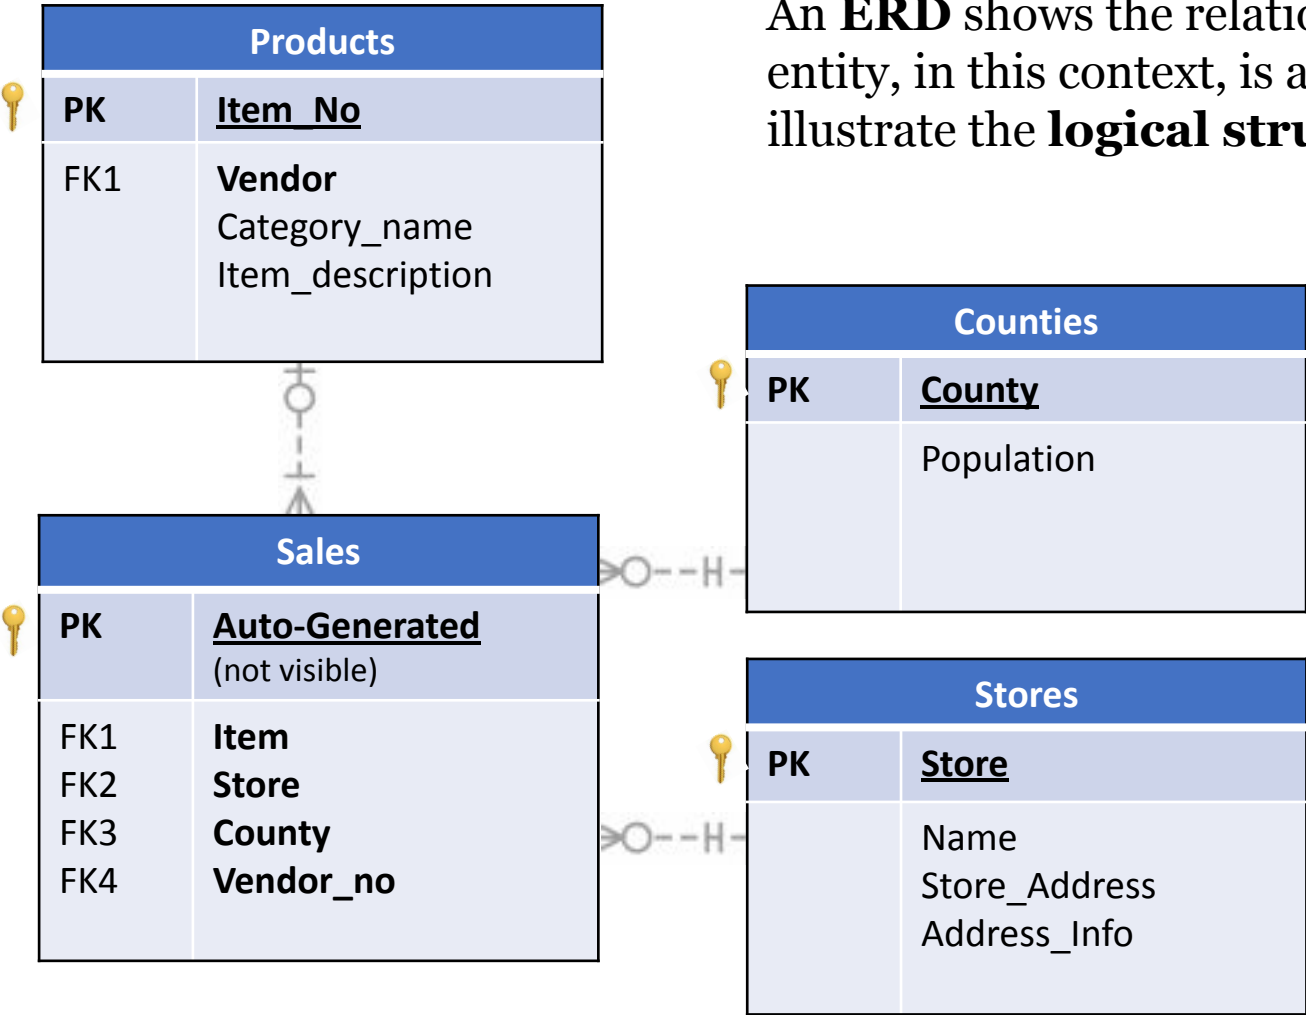 An ERD shows the relatio
entity, in this context, is a
illustrate the logical stru
Products
PK Item_No
FK1 Vendor
Category_name
Item_description
Counties
PK County
Population
Sales
PK Auto-Generated
(not visible)
FK1 Item
FK2 Store
FK3 County
FK4 Vendor_no
Stores
PK Store
Name
Store_Address
Address_Info